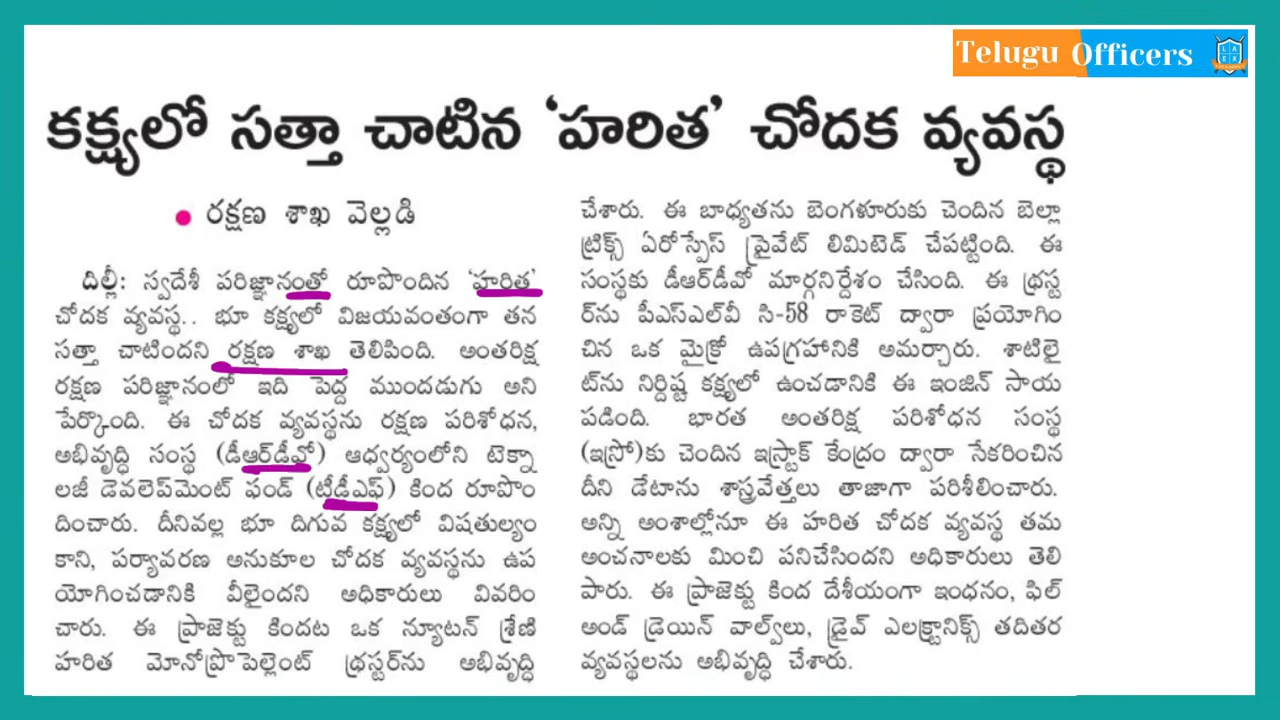 Telugu Officers
కక్ష్యలో సత్తా చాటిన ‘హరిత’ చోదక వ్యవస్థ
• రక్షణ శాఖ వెల్లడి
దిల్లీ: స్వదేశీ పరిజ్ఞానంతో రూపొందిన ‘హరిత’
చోదక వ్యవస్థ.. భూ కక్ష్యలో విజయవంతంగా తన
సత్తా చాటిందని రక్షణ శాఖ తెలిపింది. అంతరిక్ష
రక్షణ పరిజ్ఞానంలో ఇది పెద్ద ముందడుగు అని
పేర్కొంది. ఈ చోదక వ్యవస్థను రక్షణ పరిశోధన,
అభివృద్ధి సంస్థ (డీఆర్‌డీవో) ఆధ్వర్యంలోని టెక్నా
లజీ డెవలెప్‌మెంట్ ఫండ్ (టీడీఎఫ్) కింద రూపొం
దించారు. దీనివల్ల భూ దిగువ కక్ష్యలో విషతుల్యం
కాని, పర్యావరణ అనుకూల చోదక వ్యవస్థను ఉప
యోగించడానికి వీలైందని అధికారులు వివరిం
చారు. ఈ ప్రాజెక్టు కిందట ఒక న్యూటన్ శ్రేణి
హరిత మోనోప్రొపెల్లెంట్ థ్రస్టర్‌ను అభివృద్ధి
చేశారు. ఈ బాధ్యతను బెంగళూరుకు చెందిన బెల్లా
ట్రిక్స్ ఏరోస్పేస్ ప్రైవేట్ లిమిటెడ్ చేపట్టింది. ఈ
సంస్థకు డీఆర్‌డీవో మార్గనిర్దేశం చేసింది. ఈ థ్రస్ట
ర్‌ను పీఎస్ఎల్‌వీ సి-58 రాకెట్ ద్వారా ప్రయోగిం
చిన ఒక మైక్రో ఉపగ్రహానికి అమర్చారు. శాటిలై
ట్‌ను నిర్దిష్ట కక్ష్యలో ఉంచడానికి ఈ ఇంజిన్ సాయ
పడింది. భారత అంతరిక్ష పరిశోధన సంస్థ
(ఇస్రో)కు చెందిన ఇస్ట్రాక్ కేంద్రం ద్వారా సేకరించిన
దీని డేటాను శాస్త్రవేత్తలు తాజాగా పరిశీలించారు.
అన్ని అంశాల్లోనూ ఈ హరిత చోదక వ్యవస్థ తమ
అంచనాలకు మించి పనిచేసిందని అధికారులు తెలి
పారు. ఈ ప్రాజెక్టు కింద దేశీయంగా ఇంధనం, ఫిల్
అండ్ డ్రెయిన్ వాల్వ్‌లు, డ్రైవ్ ఎలక్ట్రానిక్స్ తదితర
వ్యవస్థలను అభివృద్ధి చేశారు.